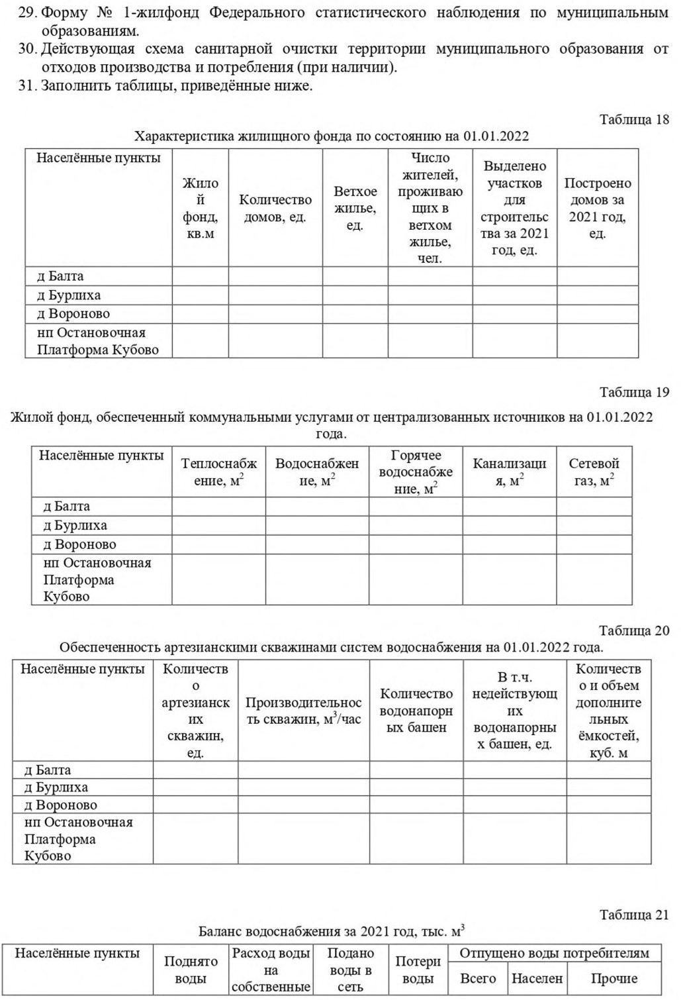 29. Форму № 1-жилфонд Федерального статистического наблюдения по муниципальным
образованиям.
30. Действующая схема санитарной очистки территории муниципального образования от
отходов производства и потребления (при наличии).
31. Заполнить таблицы, приведённые ниже.
Таблица 18
Характеристика жилищного фонда по состоянию на 01.01.2022
Населённые пункты
Жило
й
фонд,
кв.м
Количество
домов, ед.
Ветхое
жилье,
ед.
Число
жителей,
проживаю
щих в
ветхом
жилье,
чел.
Выделено
участков
для
строительс
тва за 2021
год, ед.
Построено
домов за
2021 год,
ед.
д Балта
д Бурлиха
д Вороново
нп Остановочная
Платформа Кубово
Таблица 19
Жилой фонд, обеспеченный коммунальными услугами от централизованных источников на 01.01.2022
года.
Населённые пункты
Теплоснабж
ение, м²
Водоснабжен
ие, м²
Горячее
водоснабже
ние, м²
Канализаци
я, м²
Сетевой
газ, м²
д Балта
д Бурлиха
д Вороново
нп Остановочная
Платформа
Кубово
Таблица 20
Обеспеченность артезианскими скважинами систем водоснабжения на 01.01.2022 года.
Населённые пункты
Количеств
о
артезианск
их
скважин,
ед.
Производительнос
ть скважин, м³/час
Количество
водонапорн
ых башен
В т.ч.
недействующ
их
водонапорны
х башен, ед.
Количеств
о и объем
дополните
льных
ёмкостей,
куб. м
д Балта
д Бурлиха
д Вороново
нп Остановочная
Платформа
Кубово
Таблица 21
Баланс водоснабжения за 2021 год, тыс. м³
Населённые пункты
Поднято
воды
Расход воды
на
собственные
Подано
воды в
сеть
Потери
воды
Отпущено воды потребителям
Всего
Населен
Прочие